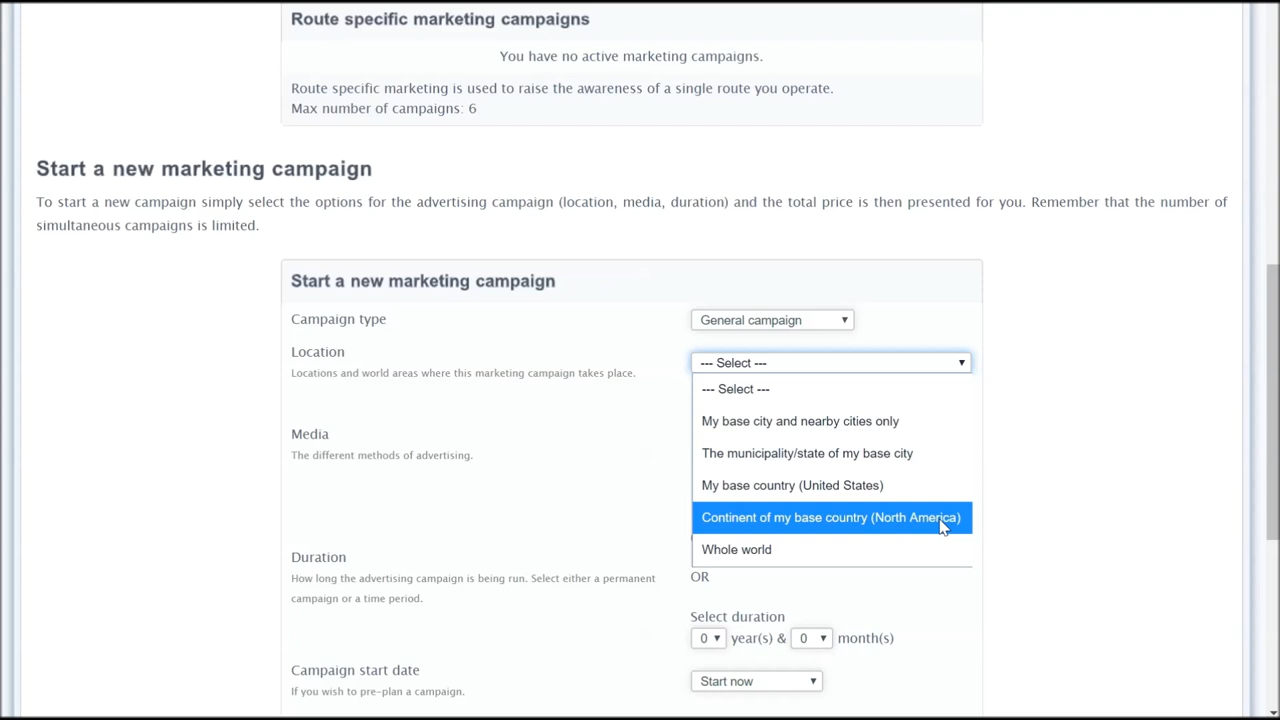 Route specific marketing campaigns
You have no active marketing campaigns.
Route specific marketing is used to raise the awareness of a single route you operate.
Max number of campaigns: 6
Start a new marketing campaign
To start a new campaign simply select the options for the advertising campaign (location, media, duration) and the total price is then presented for you. Remember that the number of
simultaneous campaigns is limited.
Start a new marketing campaign
Campaign type
General campaign
Location
Locations and world areas where this marketing campaign takes place.
--- Select ---
--- Select ---
My base city and nearby cities only
The municipality/state of my base city
My base country (United States)
Continent of my base country (North America)
Whole world
Media
The different methods of advertising.
Duration
How long the advertising campaign is being run. Select either a permanent
campaign or a time period.
OR
Select duration
0 year(s) & 0 month(s)
Campaign start date
If you wish to pre-plan a campaign.
Start now